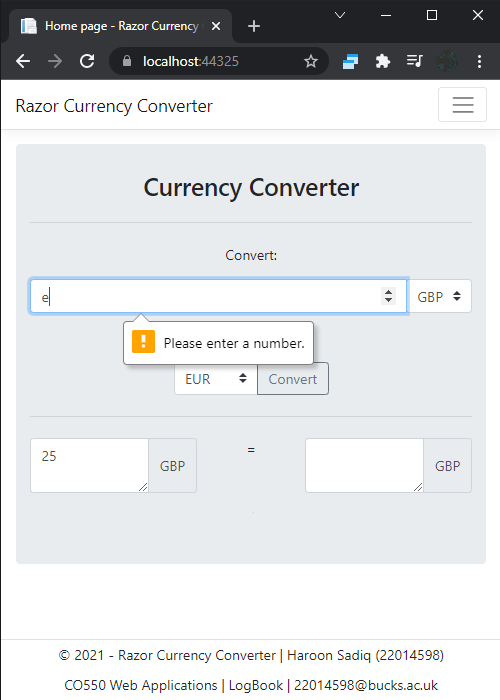 Home page - Razor Currency
localhost:44325
Razor Currency Converter
Currency Converter
Convert:
e
GBP
Please enter a number.
EUR
Convert
25
GBP
=
GBP
© 2021 - Razor Currency Converter | Haroon Sadiq (22014598)
CO550 Web Applications | LogBook | 22014598@bucks.ac.uk